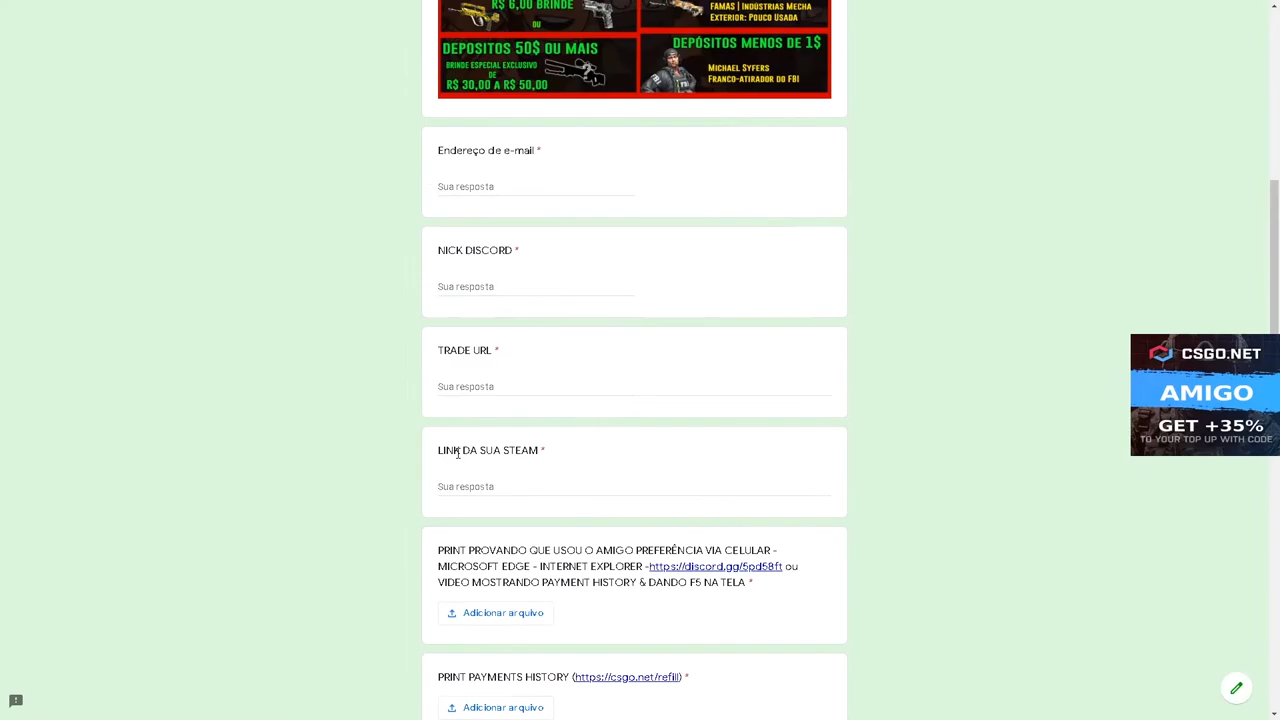 R$ 6,00 BRINDE
OU
FAMAS | INDÚSTRIAS MECHA
EXTERIOR: POUCO USADA
DEPOSITOS 50$ OU MAIS
BRINDE ESPECIAL EXCLUSIVO
DE
R$ 30,00 A R$ 50,00
DEPÓSITOS MENOS DE 1$
MICHAEL SYFERS
FRANCO-ATIRADOR DO FBI
Endereço de e-mail *
Sua resposta
NICK DISCORD *
Sua resposta
TRADE URL *
Sua resposta
LINK DA SUA STEAM *
Sua resposta
PRINT PROVANDO QUE USOU O AMIGO PREFERÊNCIA VIA CELULAR -
MICROSOFT EDGE - INTERNET EXPLORER -https://discord.gg/5pd58ft ou
VIDEO MOSTRANDO PAYMENT HISTORY & DANDO F5 NA TELA *
Adicionar arquivo
PRINT PAYMENTS HISTORY (https://csgo.net/refill) *
Adicionar arquivo
CSGO.NET
AMIGO
GET +35%
TO YOUR TOP UP WITH CODE